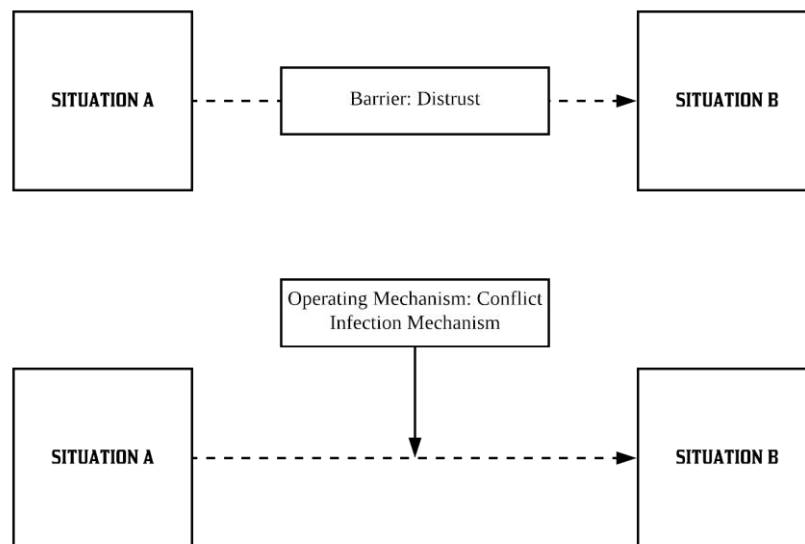 SITUATION A
Barrier: Distrust
SITUATION B
Operating Mechanism: Conflict
Infection Mechanism
SITUATION A
SITUATION B